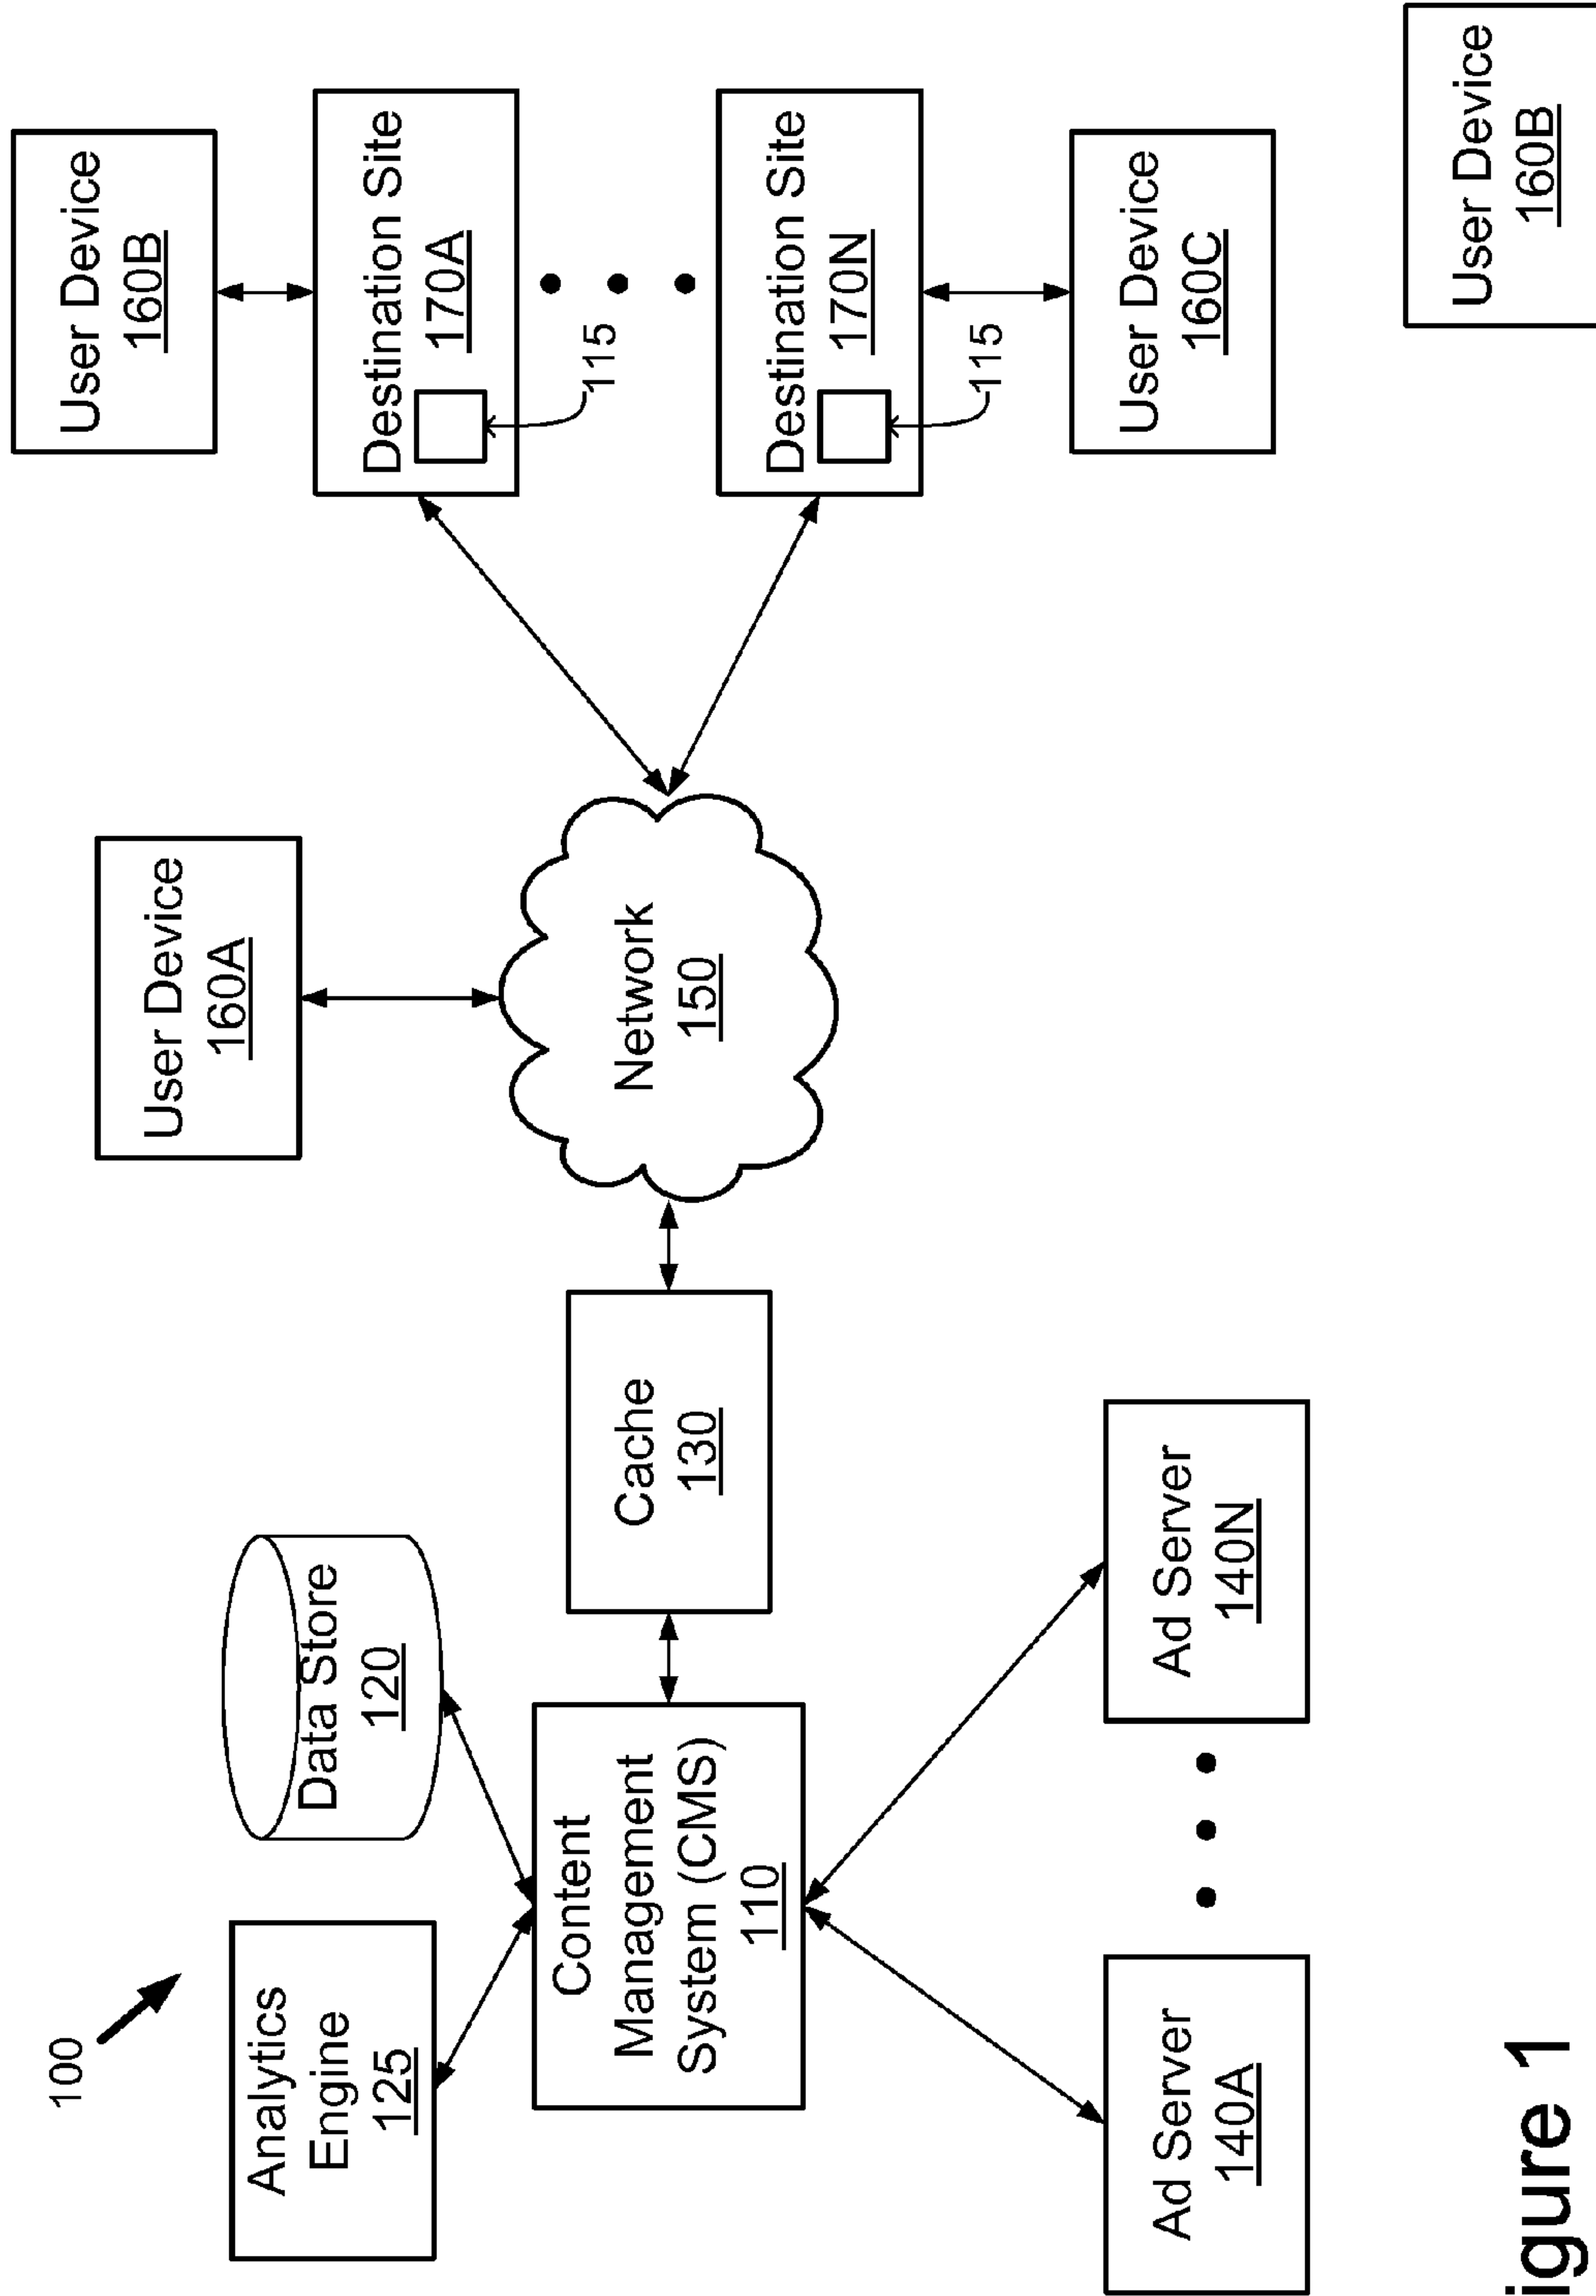 100
Analytics
Engine
125
Data Store
120
Content
Management
System (CMS)
110
Cache
130
Ad Server
140A
Ad Server
140N
User Device
160A
Network
150
User Device
160B
Destination Site
170A
115
Destination Site
170N
115
User Device
160C
User Device
160B
igure 1